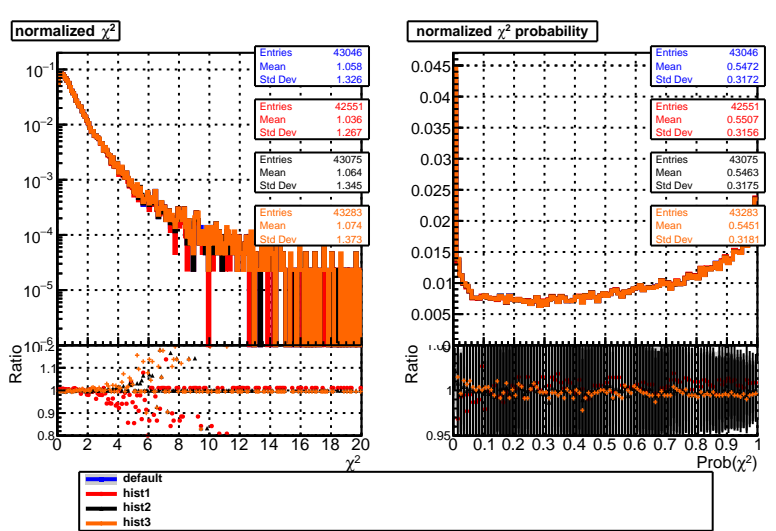 normalized χ²
Entries 43046
Mean 1.058
Std Dev 1.326
Entries 42551
Mean 1.036
Std Dev 1.267
Entries 43075
Mean 1.064
Std Dev 1.345
Entries 43283
Mean 1.074
Std Dev 1.373
10⁻¹
10⁻²
10⁻³
10⁻⁴
10⁻⁵
Ratio
1.1
1
0.9
0.8
0 2 4 6 8 10 12 14 16 18 20
χ²
normalized χ² probability
Entries 43046
Mean 0.5472
Std Dev 0.3172
Entries 42551
Mean 0.5507
Std Dev 0.3156
Entries 43075
Mean 0.5463
Std Dev 0.3175
Entries 43283
Mean 0.5451
Std Dev 0.3181
0.045
0.04
0.035
0.03
0.025
0.02
0.015
0.01
0.005
Ratio
1
0.95
0 0.1 0.2 0.3 0.4 0.5 0.6 0.7 0.8 0.9 1
Prob(χ²)
default
hist1
hist2
hist3